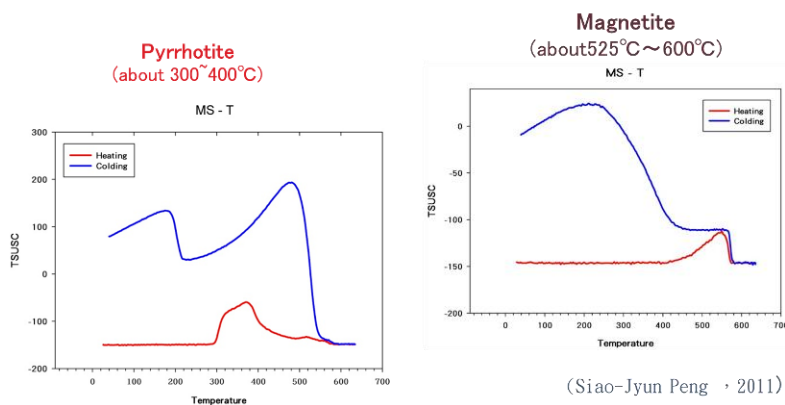 Pyrrhotite
(about 300~400℃)
MS - T
300
200
100
0
-100
-200
TSUSC
Heating
Colding
0 100 200 300 400 500 600 700
Temperature
Magnetite
(about525℃～600℃)
MS - T
0
-50
-100
-150
-200
TSUSC
Heating
Colding
0 100 200 300 400 500 600 700
Temperature
(Siao-Jyun Peng ，2011)